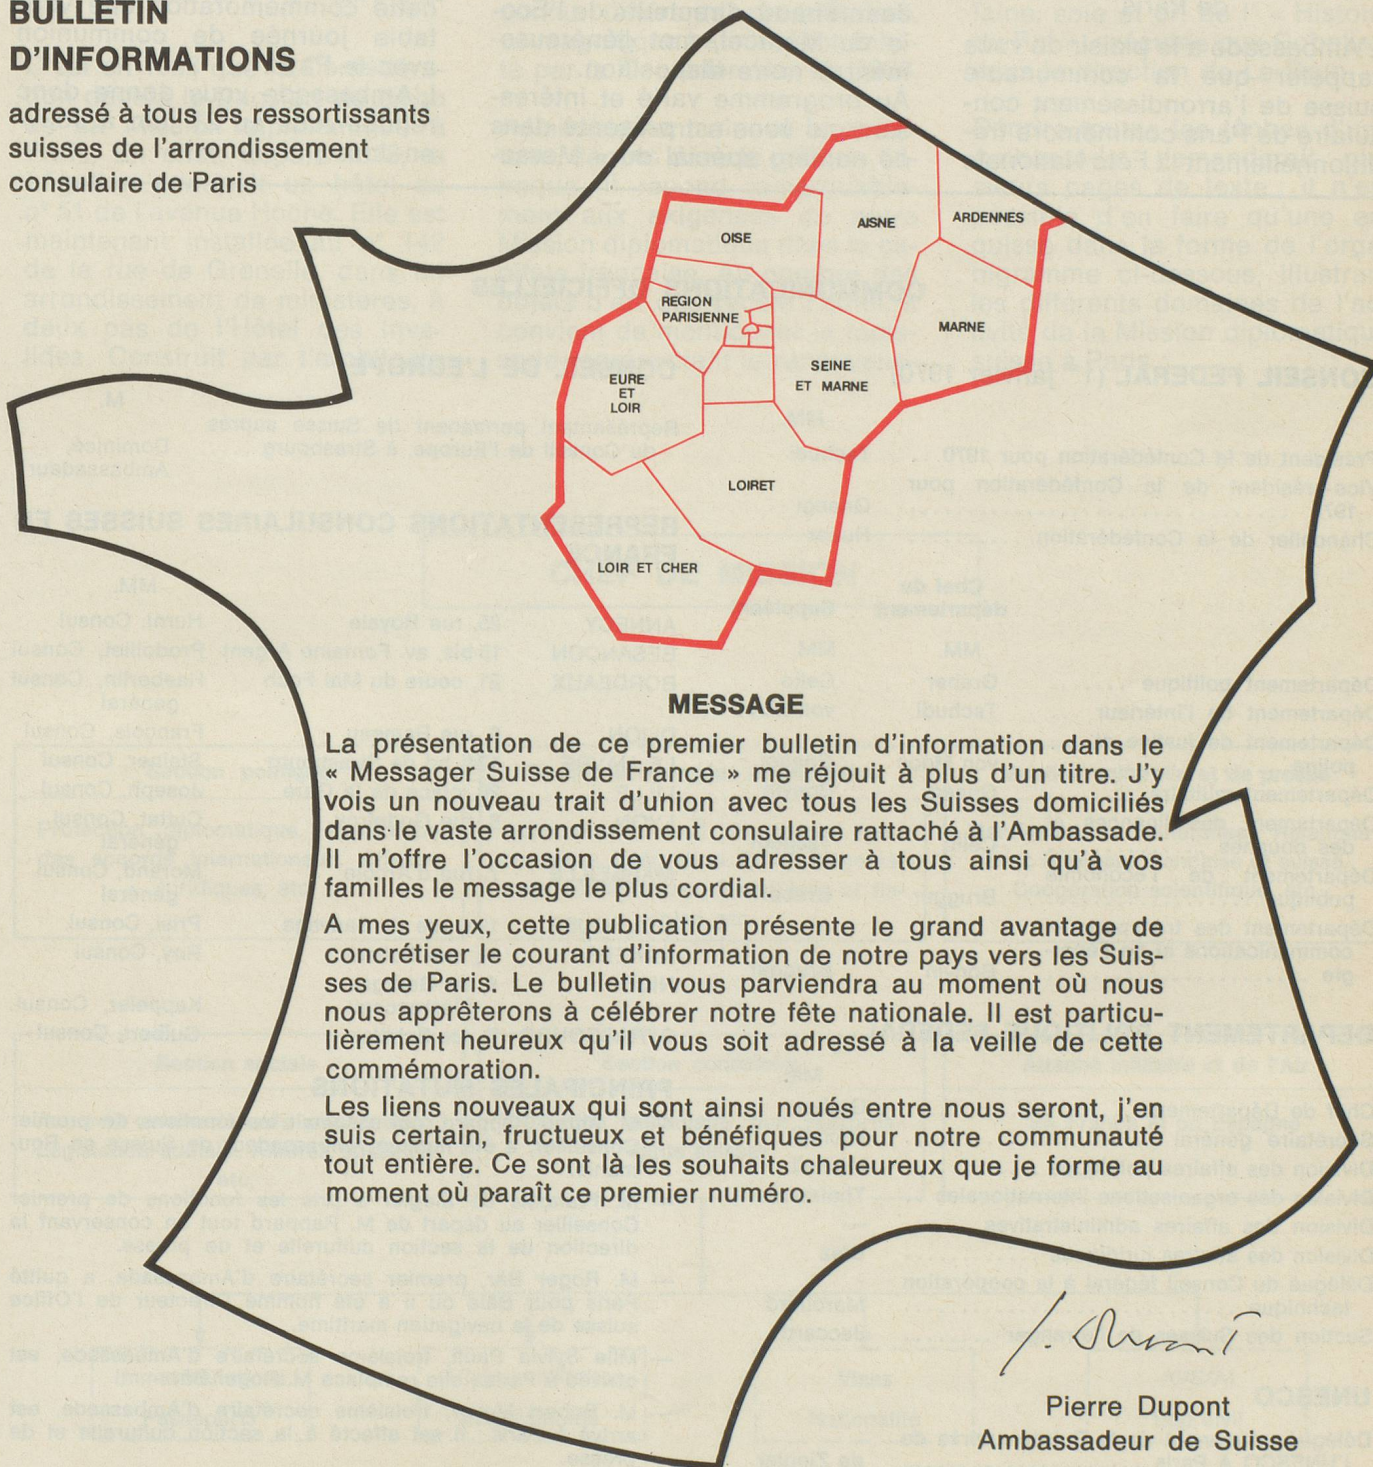 BULLETIN
D'INFORMATIONS
adressé à tous les ressortissants
suisses de l'arrondissement
consulaire de Paris
OISE
AISNE
ARDENNES
REGION
PARISIENNE
MARNE
SEINE
ET MARNE
EURE
ET
LOIR
LOIRET
LOIR ET CHER
MESSAGE
La présentation de ce premier bulletin d'information dans le
« Messager Suisse de France » me réjouit à plus d'un titre. J'y
vois un nouveau trait d'union avec tous les Suisses domiciliés
dans le vaste arrondissement consulaire rattaché à l'Ambassade.
Il m'offre l'occasion de vous adresser à tous ainsi qu'à vos
familles le message le plus cordial.
A mes yeux, cette publication présente le grand avantage de
concrétiser le courant d'information de notre pays vers les Suis-
ses de Paris. Le bulletin vous parviendra au moment où nous
nous apprêterons à célébrer notre fête nationale. Il est particu-
lièrement heureux qu'il vous soit adressé à la veille de cette
commémoration.
Les liens nouveaux qui sont ainsi noués entre nous seront, j'en
suis certain, fructueux et bénéfiques pour notre communauté
tout entière. Ce sont là les souhaits chaleureux que je forme au
moment où paraît ce premier numéro.
Pierre Dupont
Ambassadeur de Suisse